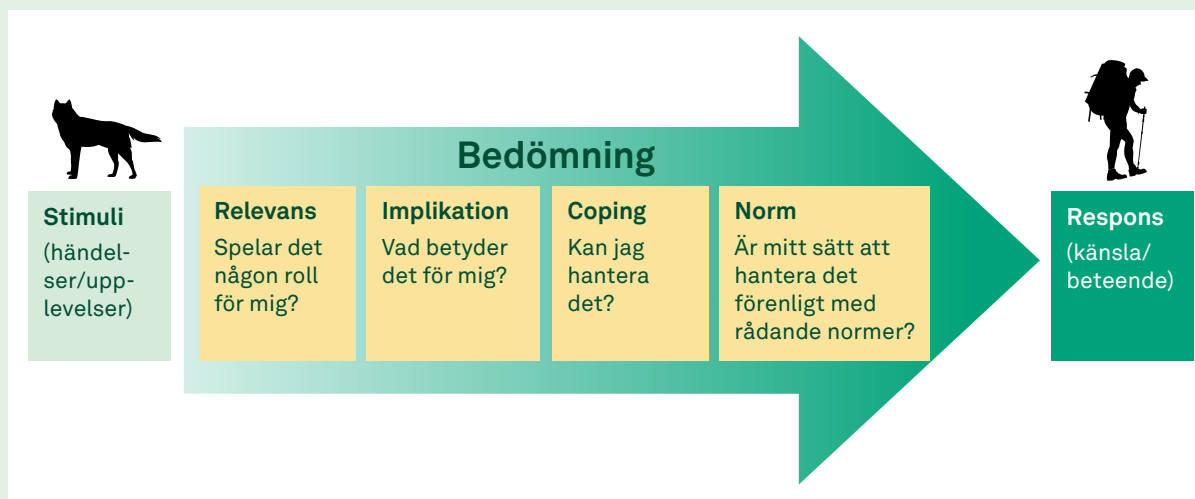 Bedömning
Stimuli
(händel-
ser/upp-
levelser)
Relevans
Spelar det
någon roll
för mig?
Implikation
Vad betyder
det för mig?
Coping
Kan jag
hantera
det?
Norm
Är mitt sätt att
hantera det
förenligt med
rådande normer?
Respons
(känsla/
beteende)